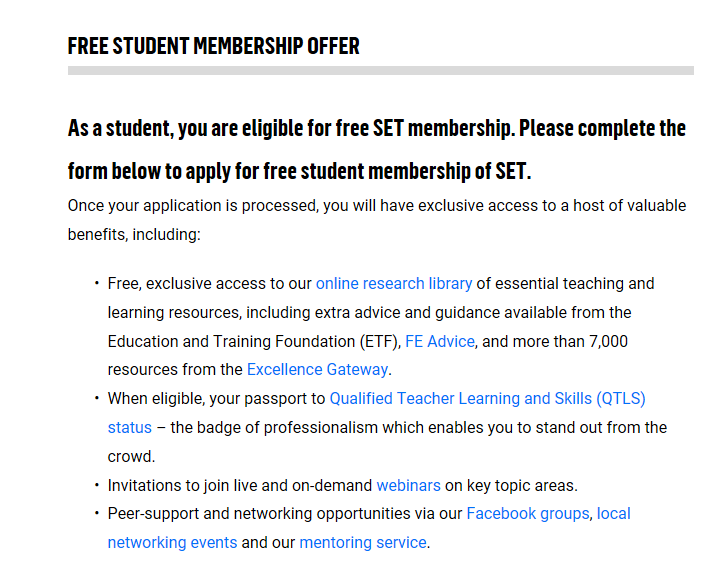 FREE STUDENT MEMBERSHIP OFFER
As a student, you are eligible for free SET membership. Please complete the
form below to apply for free student membership of SET.
Once your application is processed, you will have exclusive access to a host of valuable
benefits, including:
• Free, exclusive access to our online research library of essential teaching and
learning resources, including extra advice and guidance available from the
Education and Training Foundation (ETF), FE Advice, and more than 7,000
resources from the Excellence Gateway.
• When eligible, your passport to Qualified Teacher Learning and Skills (QTLS)
status – the badge of professionalism which enables you to stand out from the
crowd.
• Invitations to join live and on-demand webinars on key topic areas.
• Peer-support and networking opportunities via our Facebook groups, local
networking events and our mentoring service.